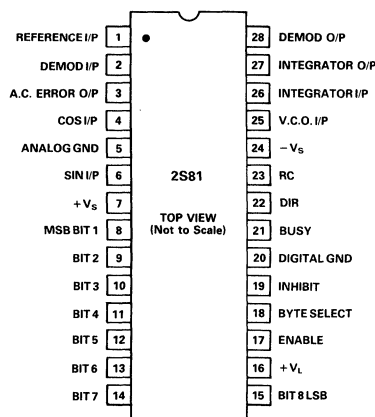 REFERENCE I/P 1 28 DEMOD O/P
DEMOD I/P 2 27 INTEGRATOR O/P
A.C. ERROR O/P 3 26 INTEGRATOR I/P
COS I/P 4 25 V.C.O. I/P
ANALOG GND 5 24 −Vs
SIN I/P 6 2S81 23 RC
+Vs 7 22 DIR
TOP VIEW
MSB BIT 1 8 (Not to Scale) 21 BUSY
BIT 2 9 20 DIGITAL GND
BIT 3 10 19 INHIBIT
BIT 4 11 18 BYTE SELECT
BIT 5 12 17 ENABLE
BIT 6 13 16 +VL
BIT 7 14 15 BIT 8 LSB